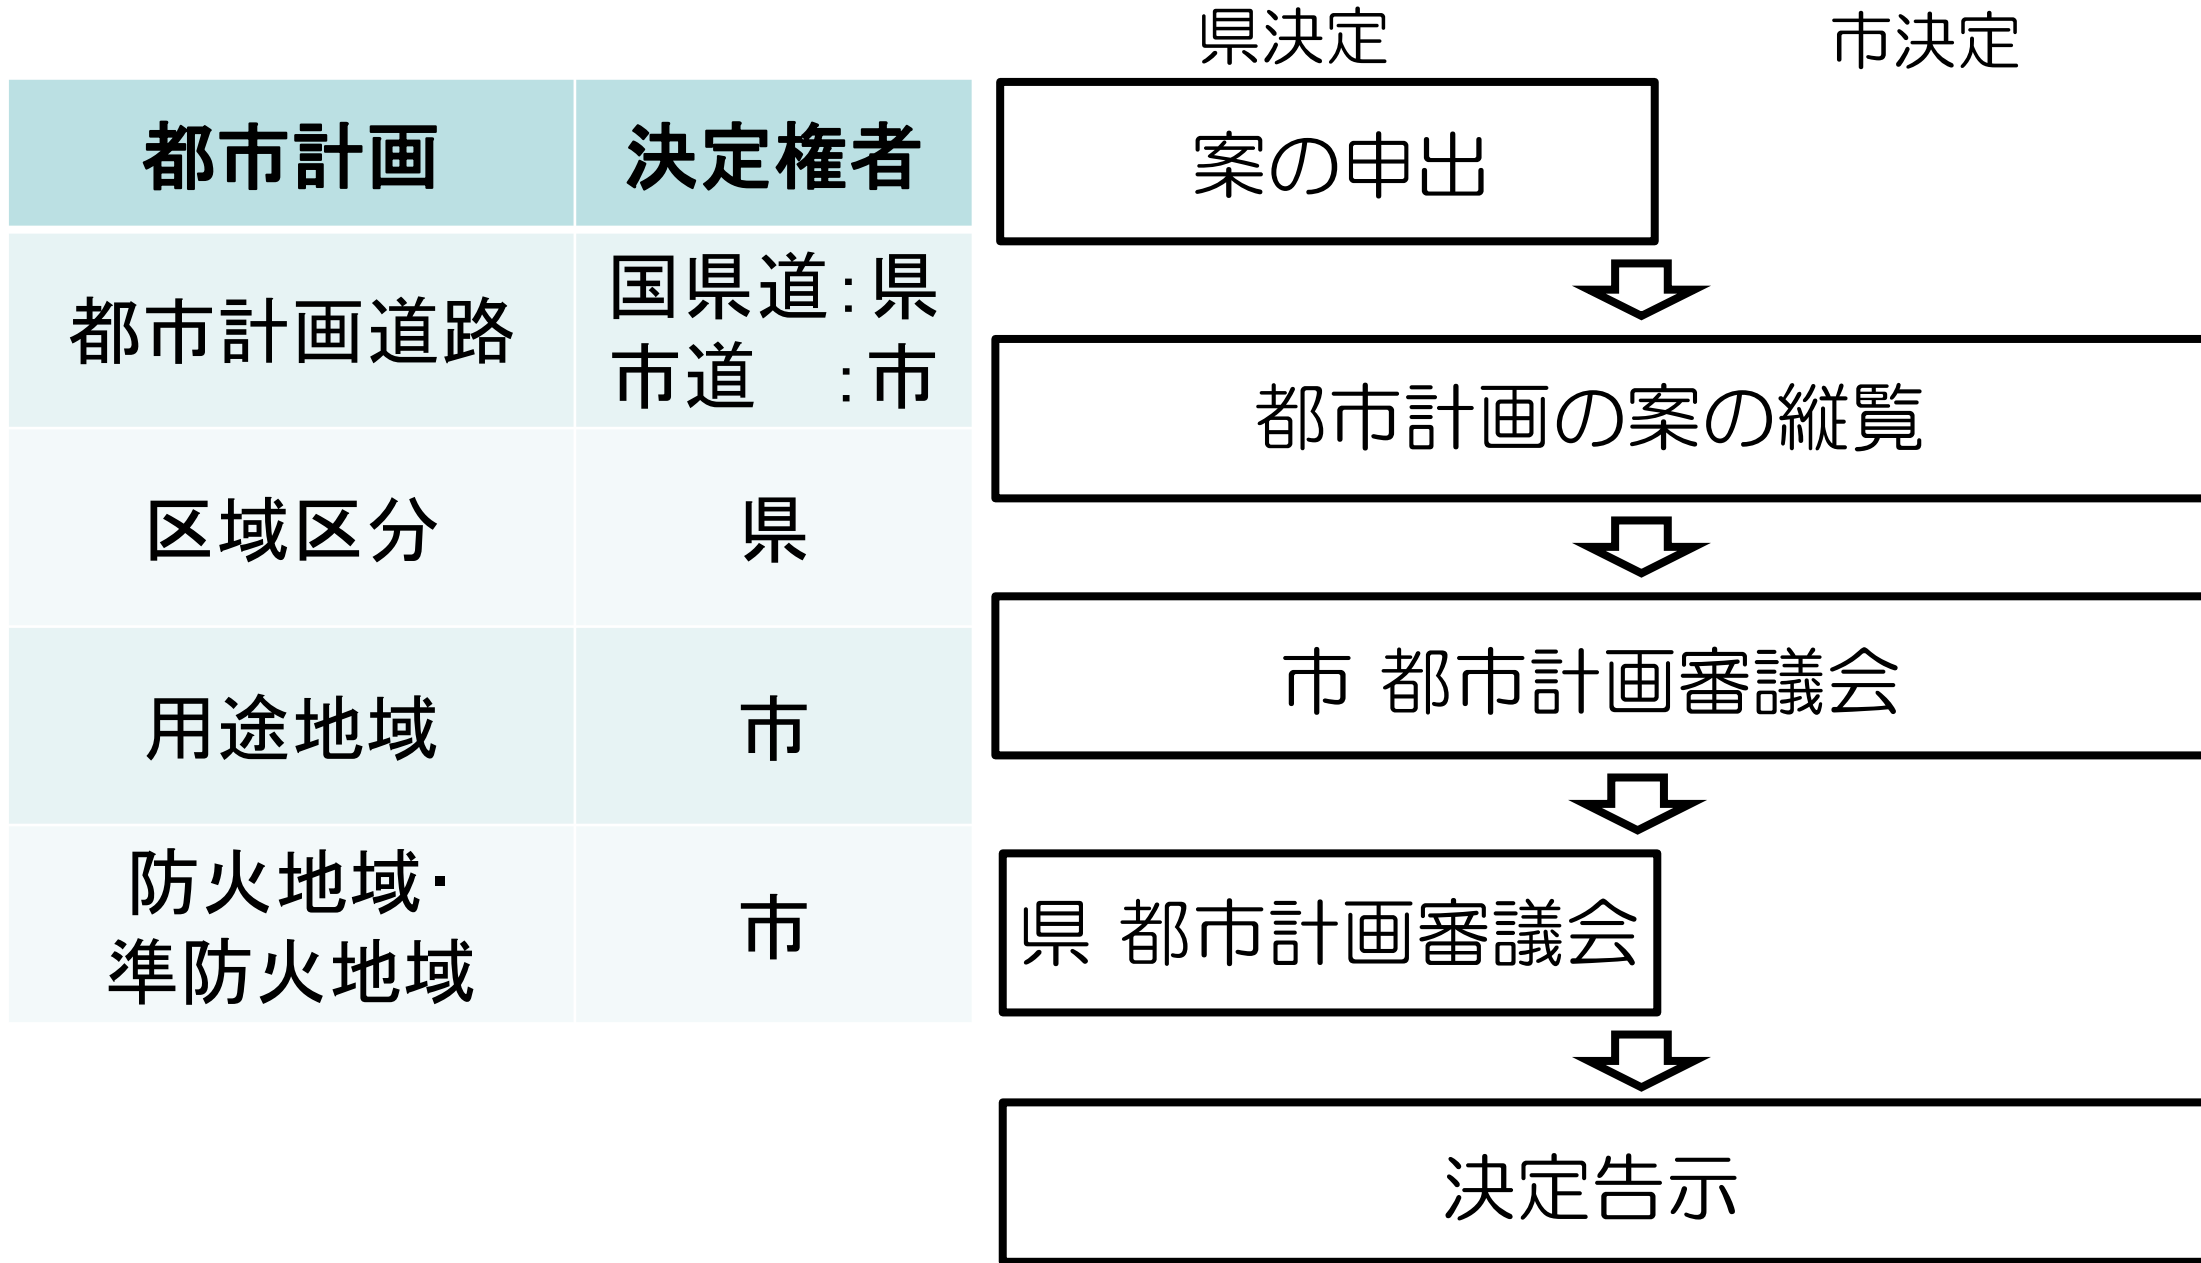 都市計画
決定権者
都市計画道路
国県道：県
市道　：市
区域区分
県
用途地域
市
防火地域・
準防火地域
市
県決定
市決定
案の申出
都市計画の案の縦覧
市 都市計画審議会
県 都市計画審議会
決定告示